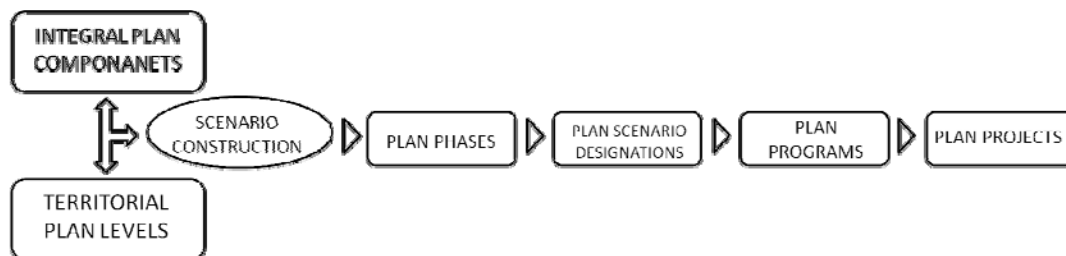 INTEGRAL PLAN
COMPONANETS
SCENARIO
CONSTRUCTION
PLAN PHASES
PLAN SCENARIO
DESIGNATIONS
PLAN
PROGRAMS
PLAN PROJECTS
TERRITORIAL
PLAN LEVELS